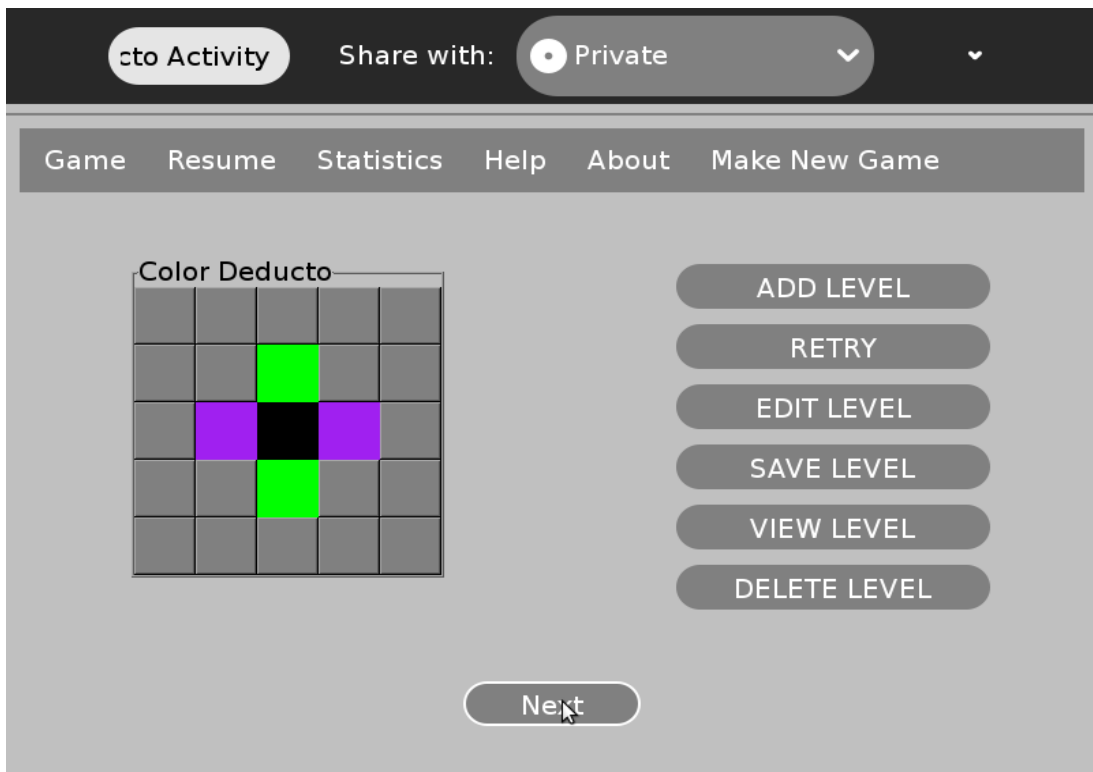 cto Activity Share with: Private
Game Resume Statistics Help About Make New Game
Color Deducto
ADD LEVEL
RETRY
EDIT LEVEL
SAVE LEVEL
VIEW LEVEL
DELETE LEVEL
Next